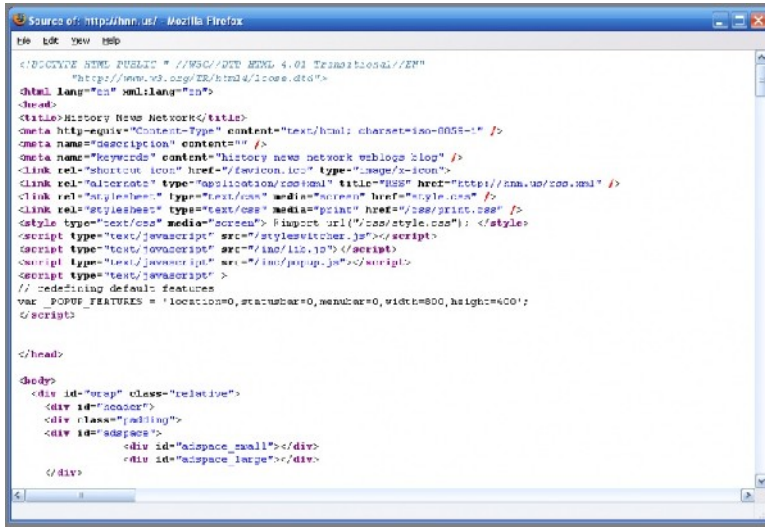 Source of: http://hnn.us/ - Mozilla Firefox
File Edit View Help
<!DOCTYPE HTML PUBLIC "-//W3C//DTD HTML 4.01 Transitional//EN"
"http://www.w3.org/TR/html4/loose.dtd">
<html lang="en" xml:lang="en">
<head>
<title>History News Network</title>
<meta http-equiv="Content-Type" content="text/html; charset=iso-8859-1" />
<meta name="description" content="" />
<meta name="keywords" content="history news network weblogs blog" />
<link rel="shortcut icon" href="/favicon.ico" type="image/x-icon">
<link rel="alternate" type="application/rss+xml" title="RSS" href="http://hnn.us/rss.xml" />
<link rel="stylesheet" type="text/css" media="screen" href="style.css" />
<link rel="stylesheet" type="text/css" media="print" href="/css/print.css" />
<style type="text/css" media="screen"> @import url("/css/style.css"); </style>
<script type="text/javascript" src="/styleswitcher.js"></script>
<script type="text/javascript" src="/inc/lib.js"></script>
<script type="text/javascript" src="/inc/popup.js"></script>
<script type="text/javascript" >
// redefining default features
var _POPUP_FEATURES = 'location=0,statusbar=0,menubar=0,width=800,height=400';
</script>
</head>
<body>
<div id="wrap" class="relative">
<div id="header">
<div class="padding">
<div id="adspace">
<div id="adspace_small"></div>
<div id="adspace_large"></div>
</div>